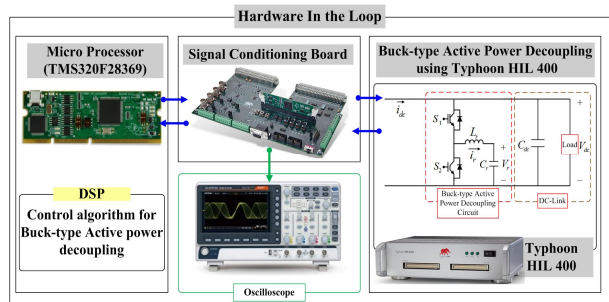 Hardware In the Loop
Micro Processor
(TMS320F28369)
Signal Conditioning Board
Buck-type Active Power Decoupling
using Typhoon HIL 400
i_dc
S_1
L_r
i_r
S_2
C_r
V_r
C_dc
Load
V_dc
Buck-type Active
Power Decoupling
Circuit
DC-Link
DSP
Control algorithm for
Buck-type Active power
decoupling
Oscilloscope
Typhoon
HIL 400